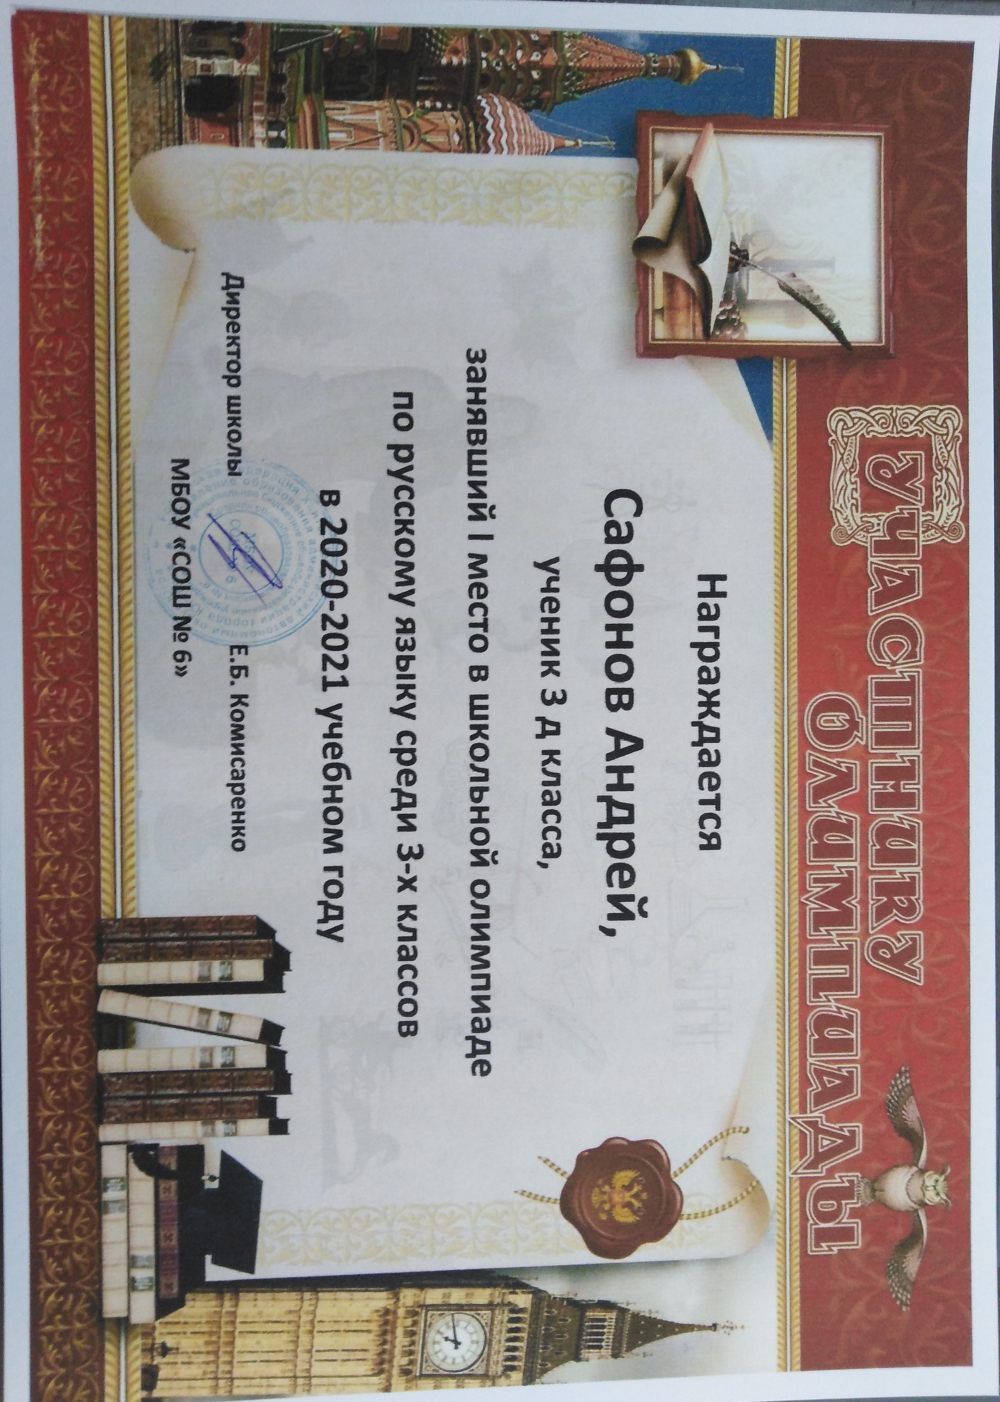 Участнику
олимпиады
Награждается
Сафонов Андрей,
ученик 3 д класса,
занявший I место в школьной олимпиаде
по русскому языку среди 3-х классов
в 2020-2021 учебном году
Директор школы Е.Б. Комисаренко
МБОУ «СОШ № 6»